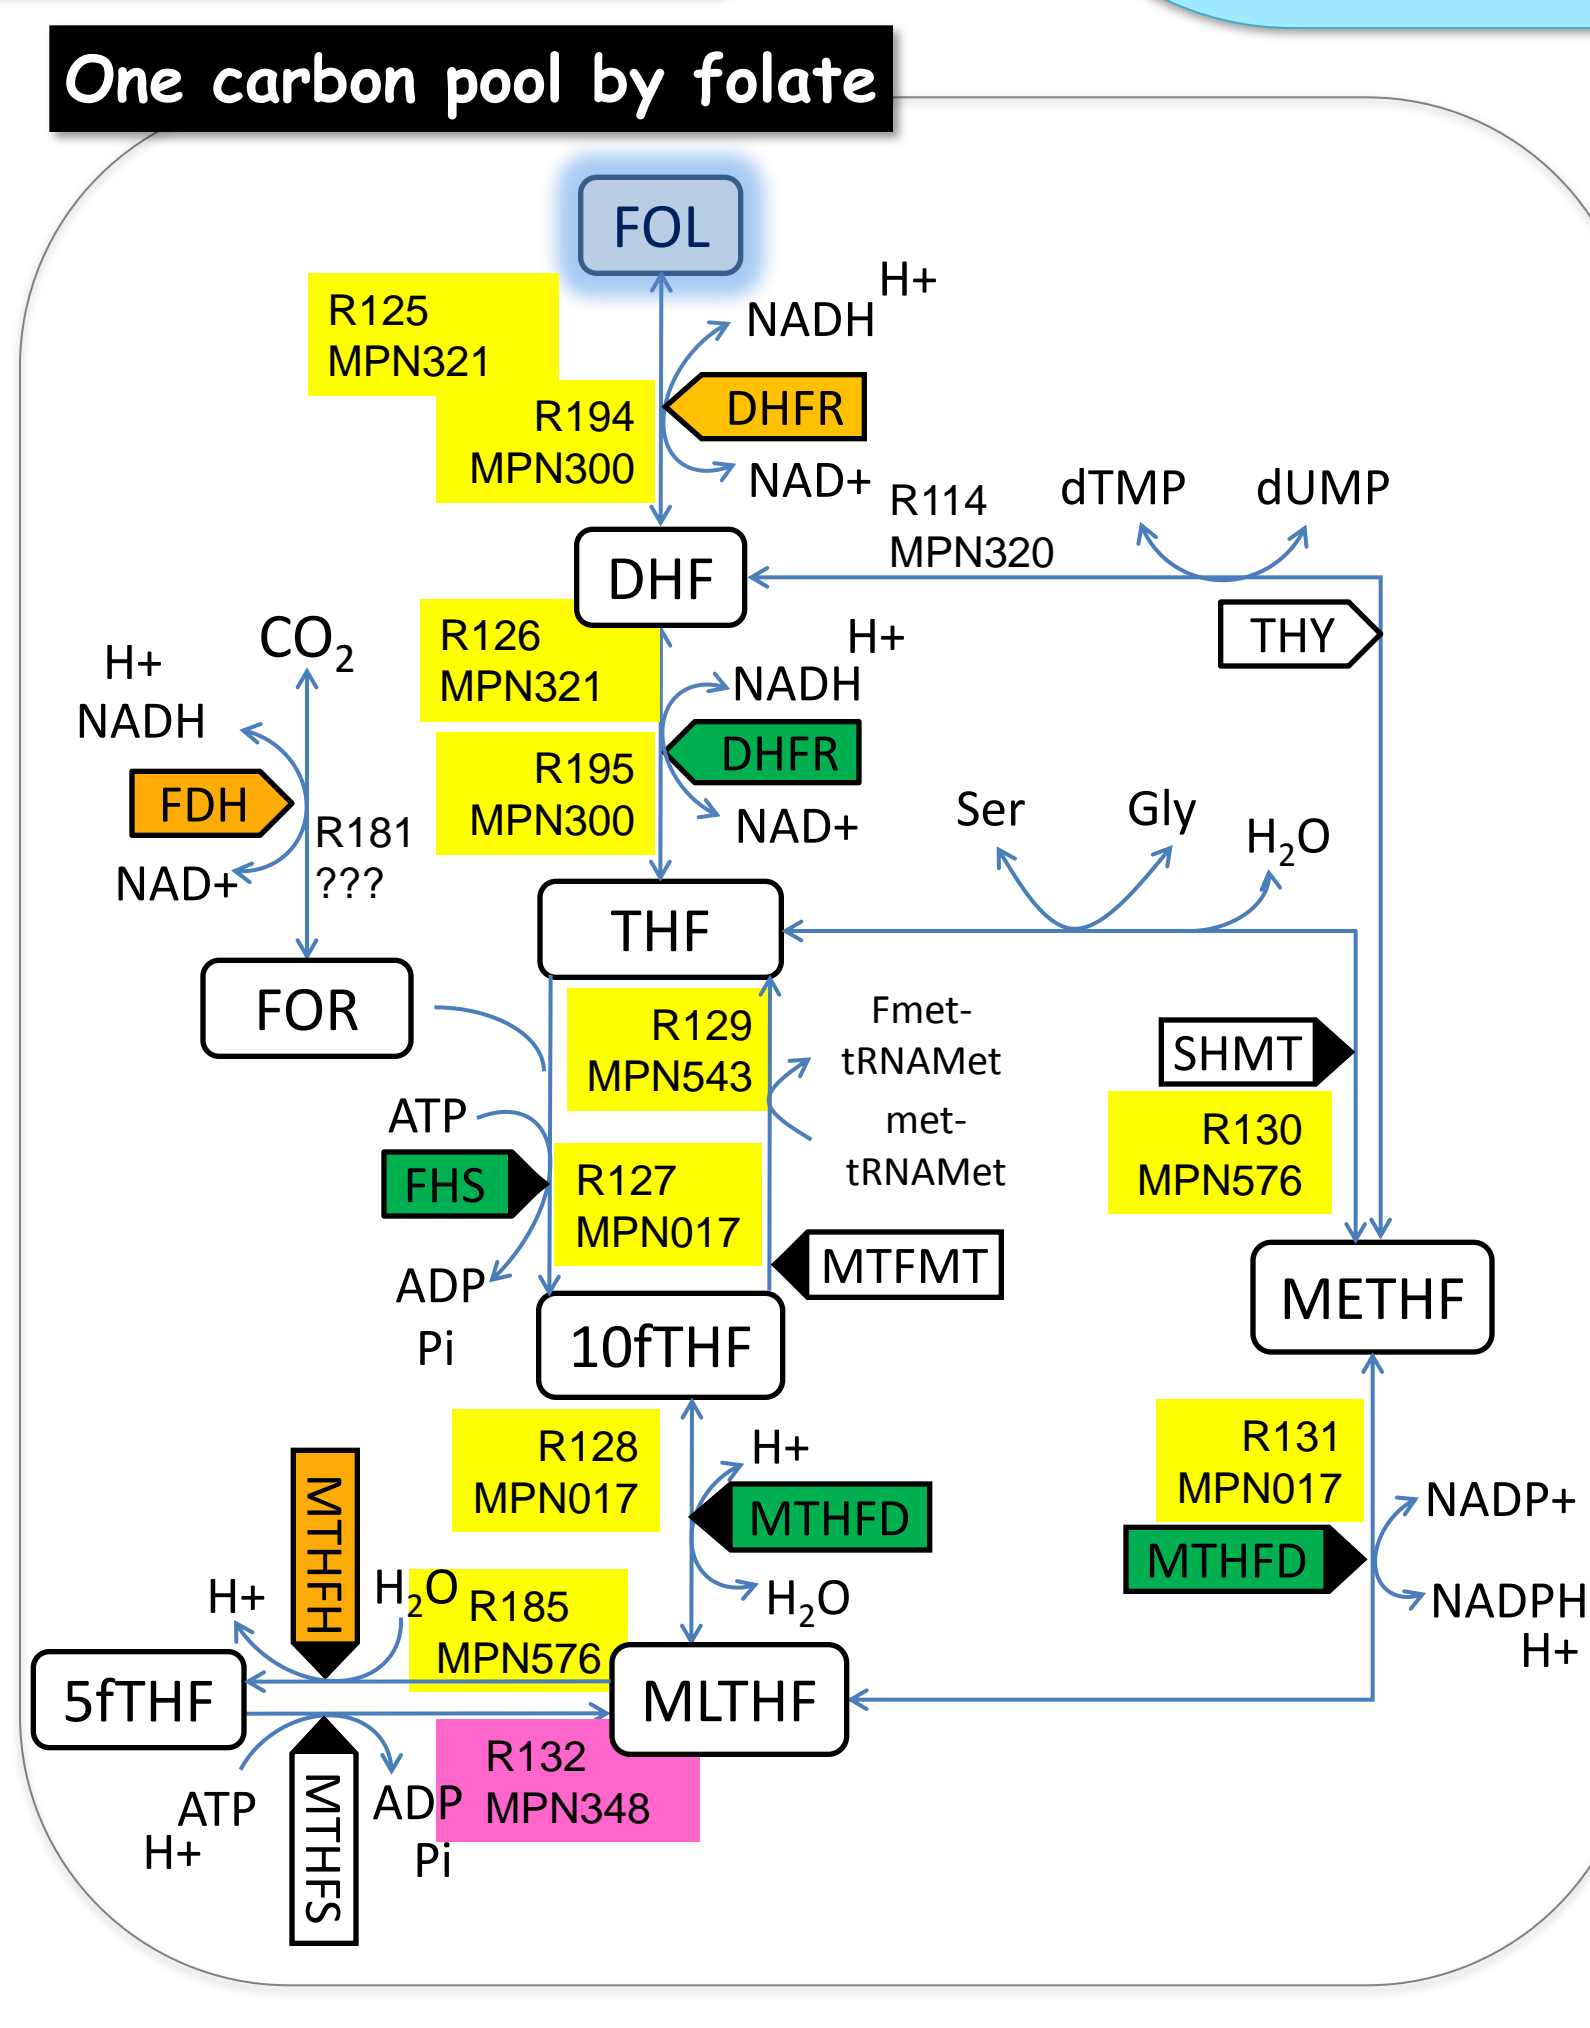 One carbon pool by folate
FOL
R125
MPN321
H+
NADH
R194
MPN300
DHFR
NAD+
R114
MPN320
dTMP
dUMP
DHF
THY
R126
MPN321
H+
NADH
CO2
H+
NADH
FDH
R181
???
NAD+
R195
MPN300
DHFR
NAD+
Ser
Gly
H2O
THF
FOR
R129
MPN543
Fmet-
tRNAMet
met-
tRNAMet
SHMT
R130
MPN576
ATP
FHS
R127
MPN017
ADP
Pi
MTFMT
10fTHF
METHF
R128
MPN017
H+
MTHFD
H2O
R131
MPN017
MTHFD
NADP+
NADPH
H+
MTHFH
H+
H2O
R185
MPN576
5fTHF
MLTHF
R132
MPN348
ATP
H+
MTHFS
ADP
Pi